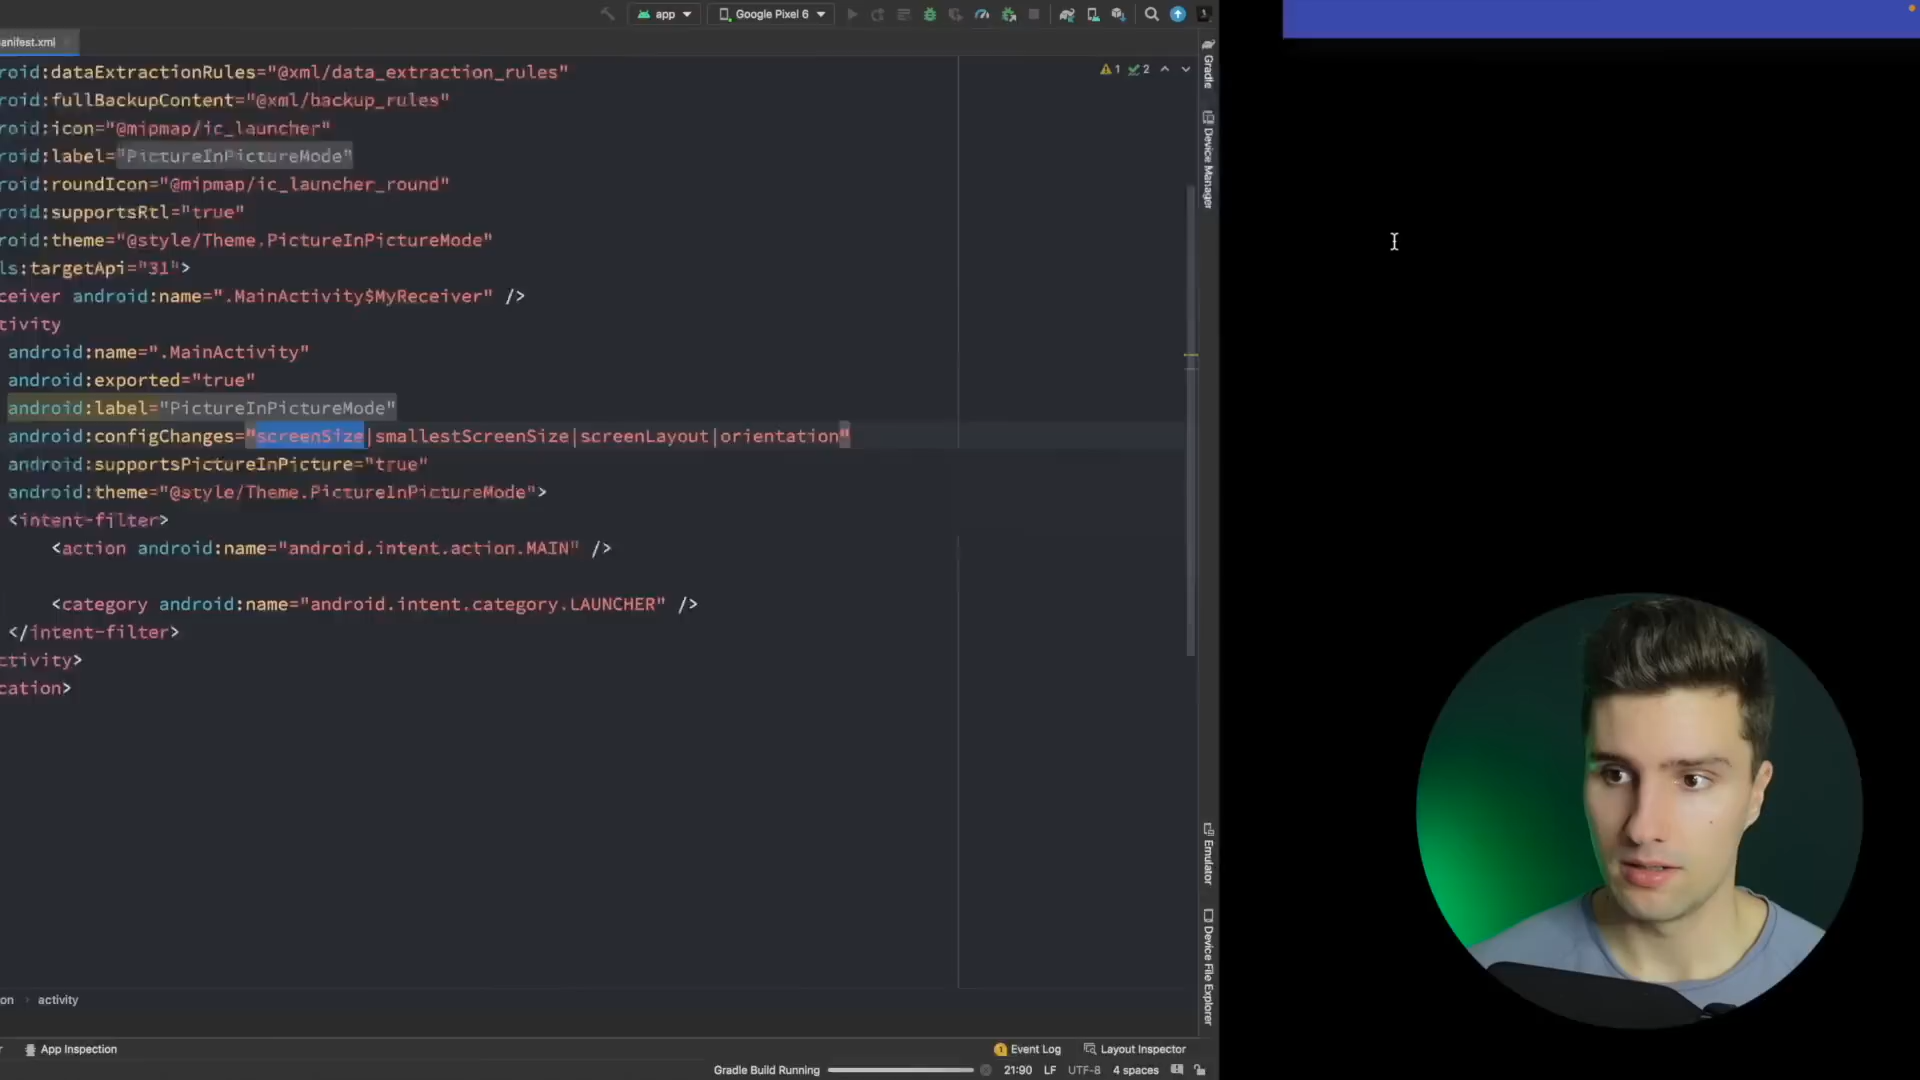 app
Google Pixel 6
anifest.xml
roid:dataExtractionRules="@xml/data_extraction_rules"
1 2
roid:fullBackupContent="@xml/backup_rules"
roid:icon="@mipmap/ic_launcher"
roid:label="PictureInPictureMode"
roid:roundIcon="@mipmap/ic_launcher_round"
roid:supportsRtl="true"
roid:theme="@style/Theme.PictureInPictureMode"
ls:targetApi="31">
ceiver android:name=".MainActivity$MyReceiver" />
tivity
android:name=".MainActivity"
android:exported="true"
android:label="PictureInPictureMode"
android:configChanges="screenSize|smallestScreenSize|screenLayout|orientation"
android:supportsPictureInPicture="true"
android:theme="@style/Theme.PictureInPictureMode">
<intent-filter>
<action android:name="android.intent.action.MAIN" />
<category android:name="android.intent.category.LAUNCHER" />
</intent-filter>
ctivity>
cation>
Gradle
Device Manager
Emulator
Device File Explorer
on › activity
r
App Inspection
1 Event Log
Layout Inspector
Gradle Build Running
21:90 LF UTF-8 4 spaces